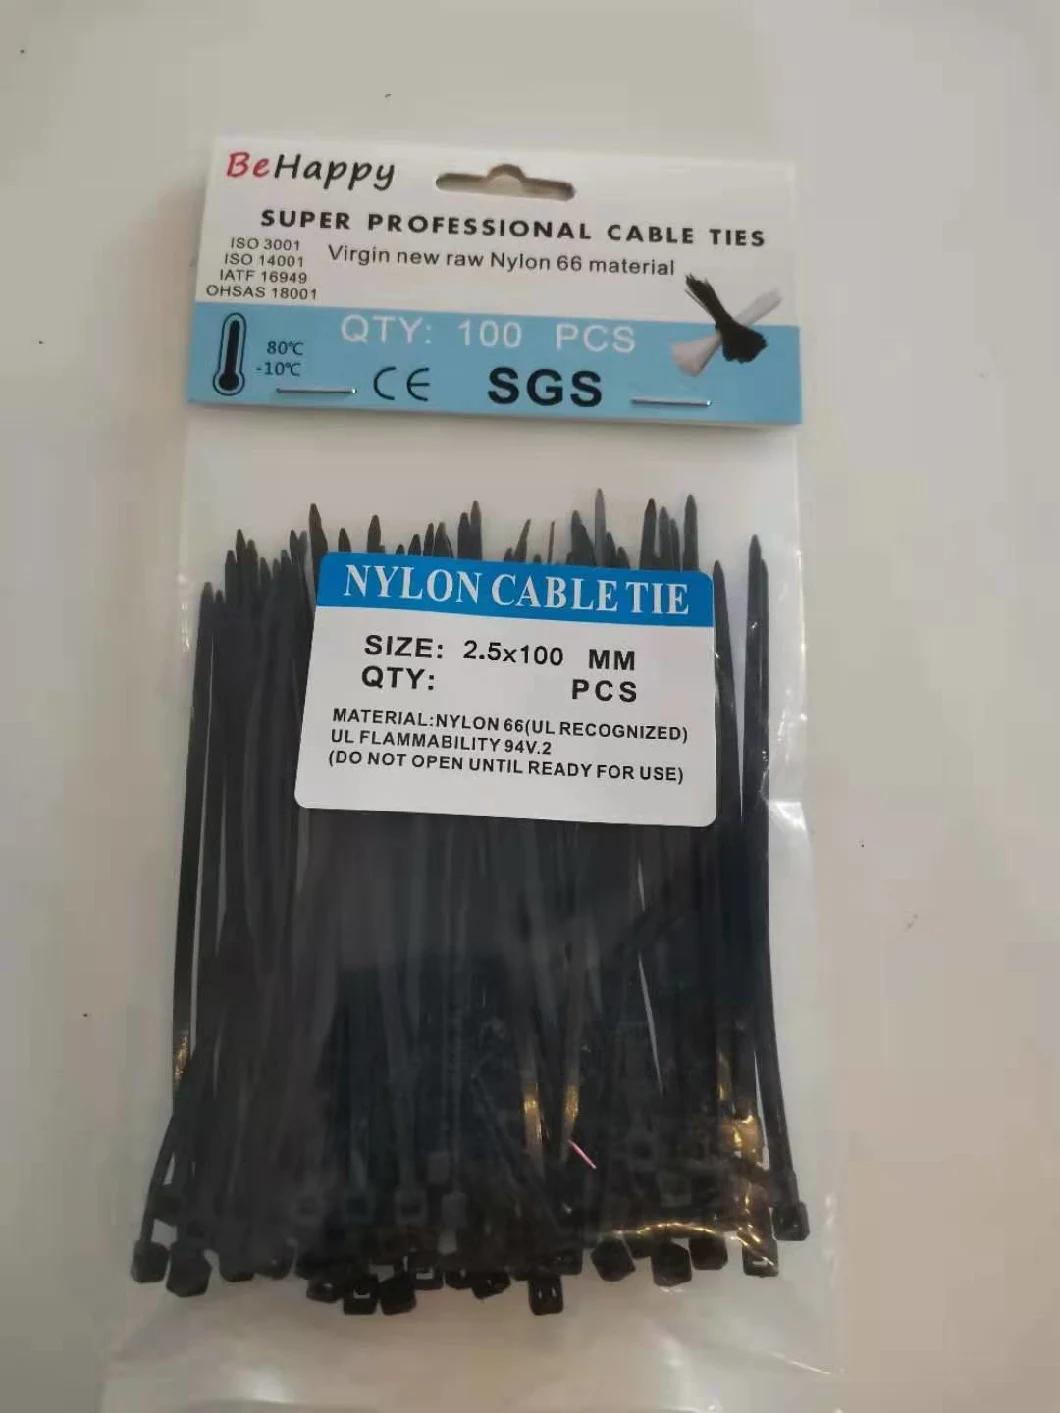 BeHappy
SUPER PROFESSIONAL CABLE TIES
ISO 3001
ISO 14001
IATF 16949
OHSAS 18001
Virgin new raw Nylon 66 material
QTY: 100 PCS
80℃
-10℃
CE SGS
NYLON CABLE TIE
SIZE: 2.5x100 MM
QTY: PCS
MATERIAL:NYLON 66(UL RECOGNIZED)
UL FLAMMABILITY 94V.2
(DO NOT OPEN UNTIL READY FOR USE)